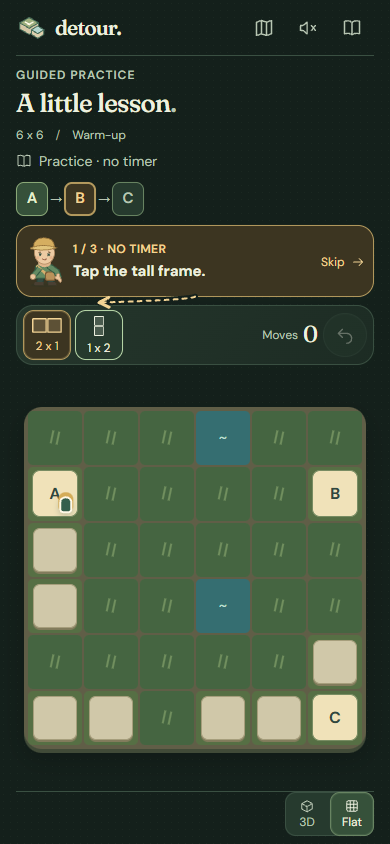 detour.
GUIDED PRACTICE
A little lesson.
6 x 6 / Warm-up
Practice · no timer
A → B → C
1 / 3 · NO TIMER
Tap the tall frame.
Skip →
2 x 1
1 x 2
Moves 0
// // // ~ // //
A // // // // B
// // // // //
// // ~ // //
// // // // //
// C
3D
Flat